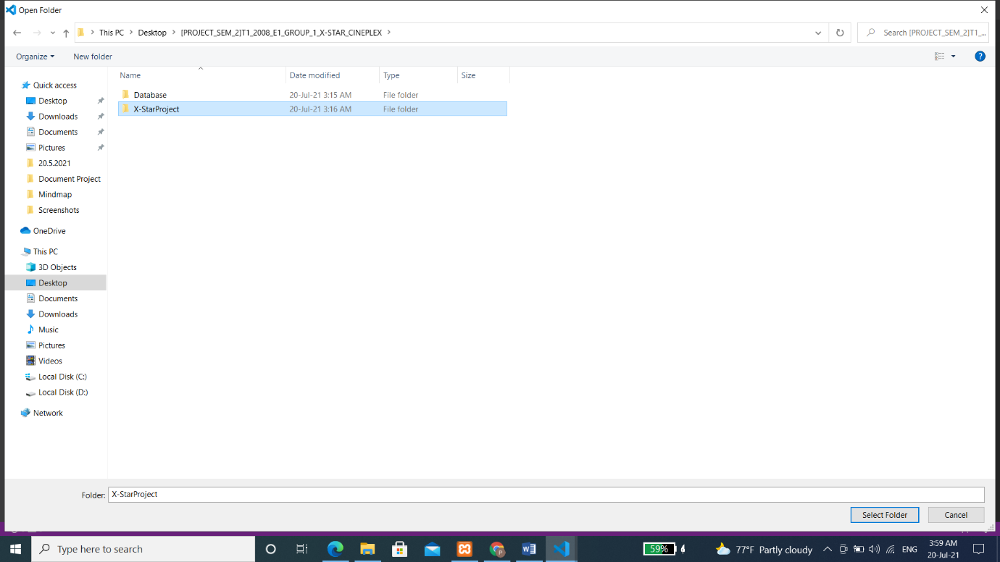 Open Folder
This PC > Desktop > [PROJECT_SEM_2]T1_2008_E1_GROUP_1_X-STAR_CINEPLEX >
Search [PROJECT_SEM_2]T1_...
Organize New folder
Name Date modified Type Size
Quick access
Desktop
Downloads
Documents
Pictures
20.5.2021
Document Project
Mindmap
Screenshots
OneDrive
This PC
3D Objects
Desktop
Documents
Downloads
Music
Pictures
Videos
Local Disk (C:)
Local Disk (D:)
Network
Database 20-Jul-21 3:15 AM File folder
X-StarProject 20-Jul-21 3:16 AM File folder
Folder: X-StarProject
Select Folder Cancel
Type here to search
59%
77°F Partly cloudy
ENG
3:59 AM
20-Jul-21